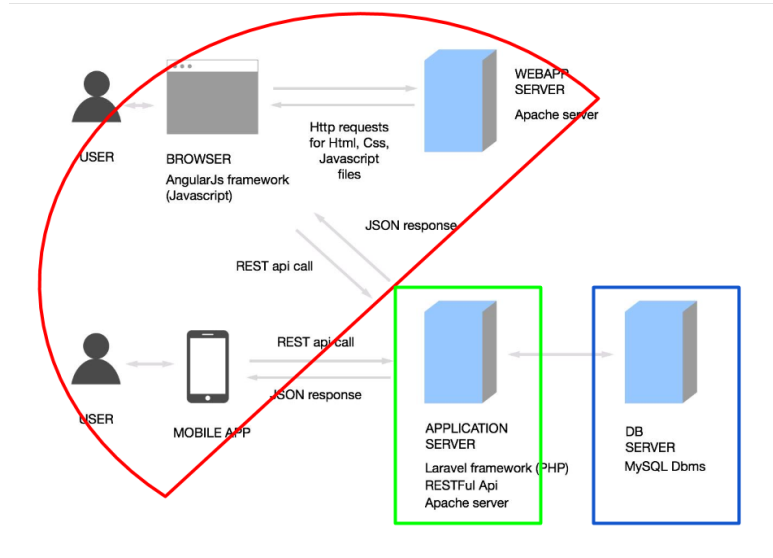 WEBAPP
SERVER
Apache server
Http requests
for Html, Css,
Javascript
files
USER
BROWSER
AngularJs framework
(Javascript)
JSON response
REST api call
REST api call
JSON response
USER
MOBILE APP
APPLICATION
SERVER
Laravel framework (PHP)
RESTFul Api
Apache server
DB
SERVER
MySQL Dbms